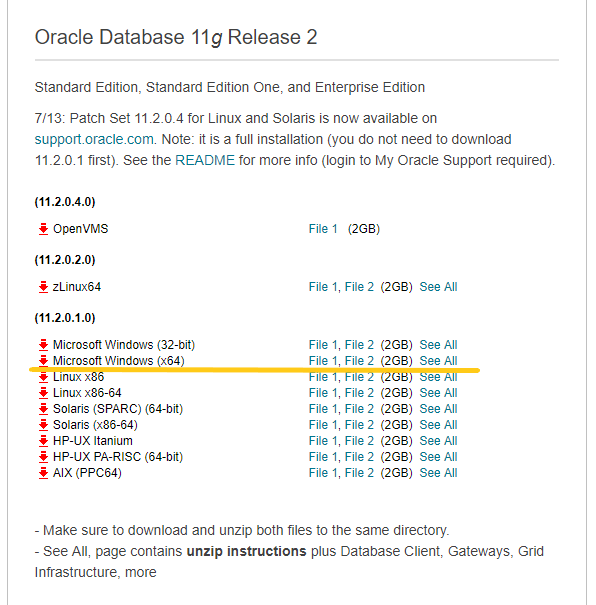 Oracle Database 11g Release 2
Standard Edition, Standard Edition One, and Enterprise Edition
7/13: Patch Set 11.2.0.4 for Linux and Solaris is now available on
support.oracle.com. Note: it is a full installation (you do not need to download
11.2.0.1 first). See the README for more info (login to My Oracle Support required).
(11.2.0.4.0)
OpenVMS File 1 (2GB)
(11.2.0.2.0)
zLinux64 File 1, File 2 (2GB) See All
(11.2.0.1.0)
Microsoft Windows (32-bit) File 1, File 2 (2GB) See All
Microsoft Windows (x64) File 1, File 2 (2GB) See All
Linux x86 File 1, File 2 (2GB) See All
Linux x86-64 File 1, File 2 (2GB) See All
Solaris (SPARC) (64-bit) File 1, File 2 (2GB) See All
Solaris (x86-64) File 1, File 2 (2GB) See All
HP-UX Itanium File 1, File 2 (2GB) See All
HP-UX PA-RISC (64-bit) File 1, File 2 (2GB) See All
AIX (PPC64) File 1, File 2 (2GB) See All
- Make sure to download and unzip both files to the same directory.
- See All, page contains unzip instructions plus Database Client, Gateways, Grid
Infrastructure, more